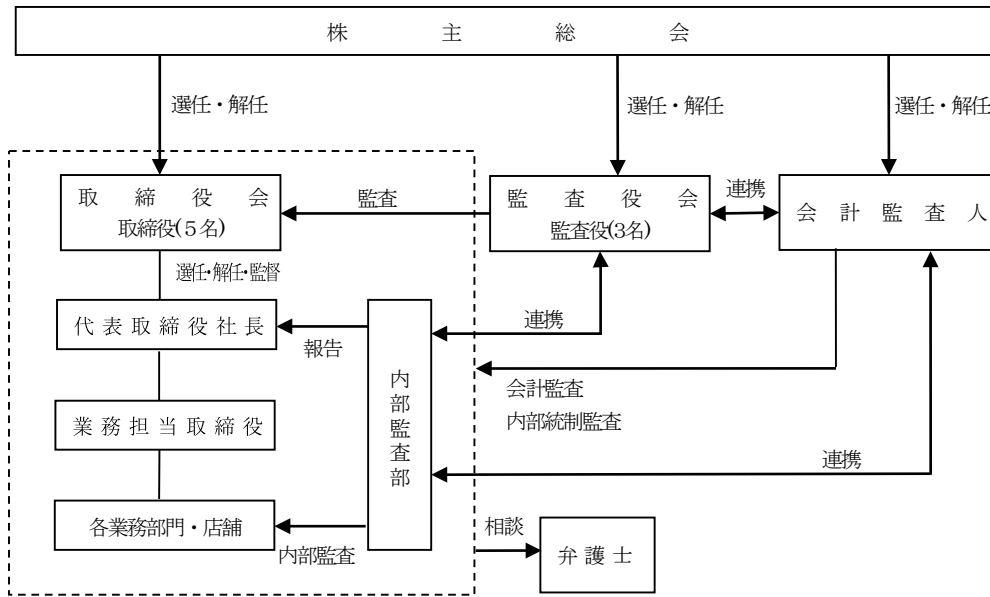 株主総会
選任・解任
選任・解任
選任・解任
取締役会
取締役(５名)
監査
監査役会
監査役(3名)
連携
会計監査人
選任・解任・監督
代表取締役社長
報告
連携
内部監査部
会計監査
内部統制監査
業務担当取締役
連携
各業務部門・店舗
内部監査
相談
弁護士